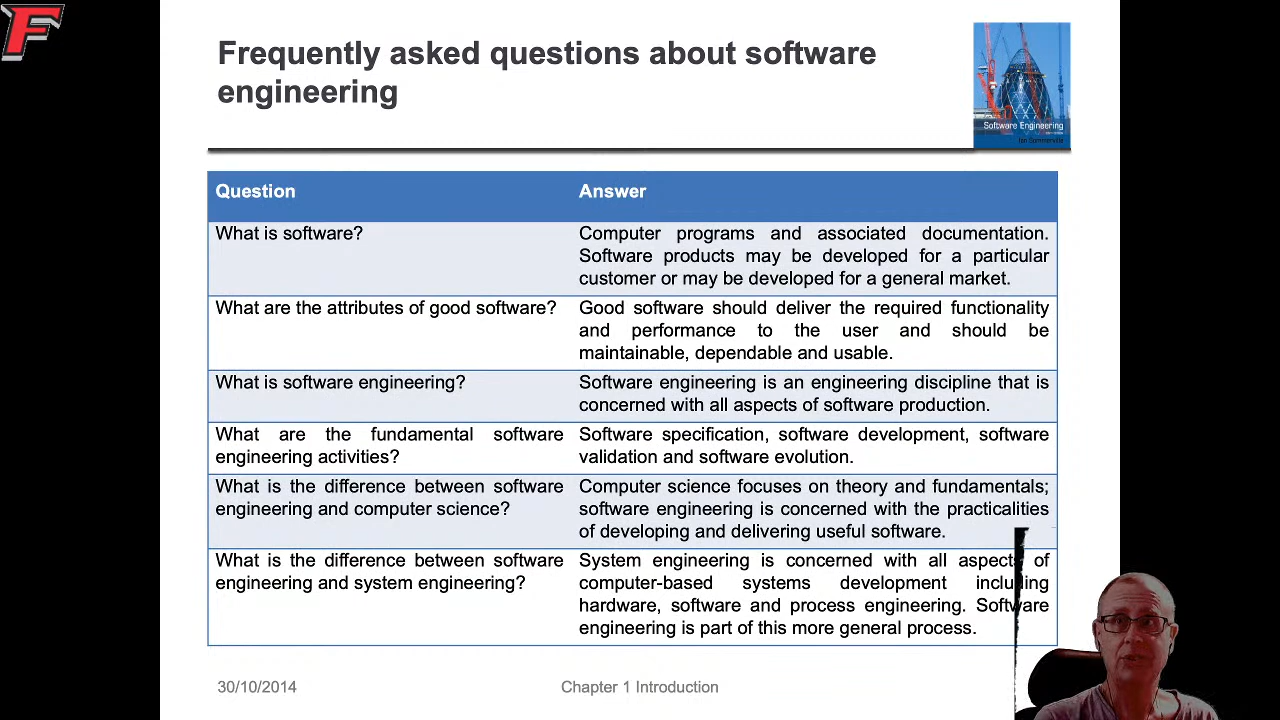 F
Frequently asked questions about software
engineering
Software Engineering
Ian Sommerville
Question Answer
What is software? Computer programs and associated documentation.
Software products may be developed for a particular
customer or may be developed for a general market.
What are the attributes of good software? Good software should deliver the required functionality
and performance to the user and should be
maintainable, dependable and usable.
What is software engineering? Software engineering is an engineering discipline that is
concerned with all aspects of software production.
What are the fundamental software Software specification, software development, software
engineering activities? validation and software evolution.
What is the difference between software Computer science focuses on theory and fundamentals;
engineering and computer science? software engineering is concerned with the practicalities
of developing and delivering useful software.
What is the difference between software System engineering is concerned with all aspects of
engineering and system engineering? computer-based systems development including
hardware, software and process engineering. Software
engineering is part of this more general process.
30/10/2014 Chapter 1 Introduction